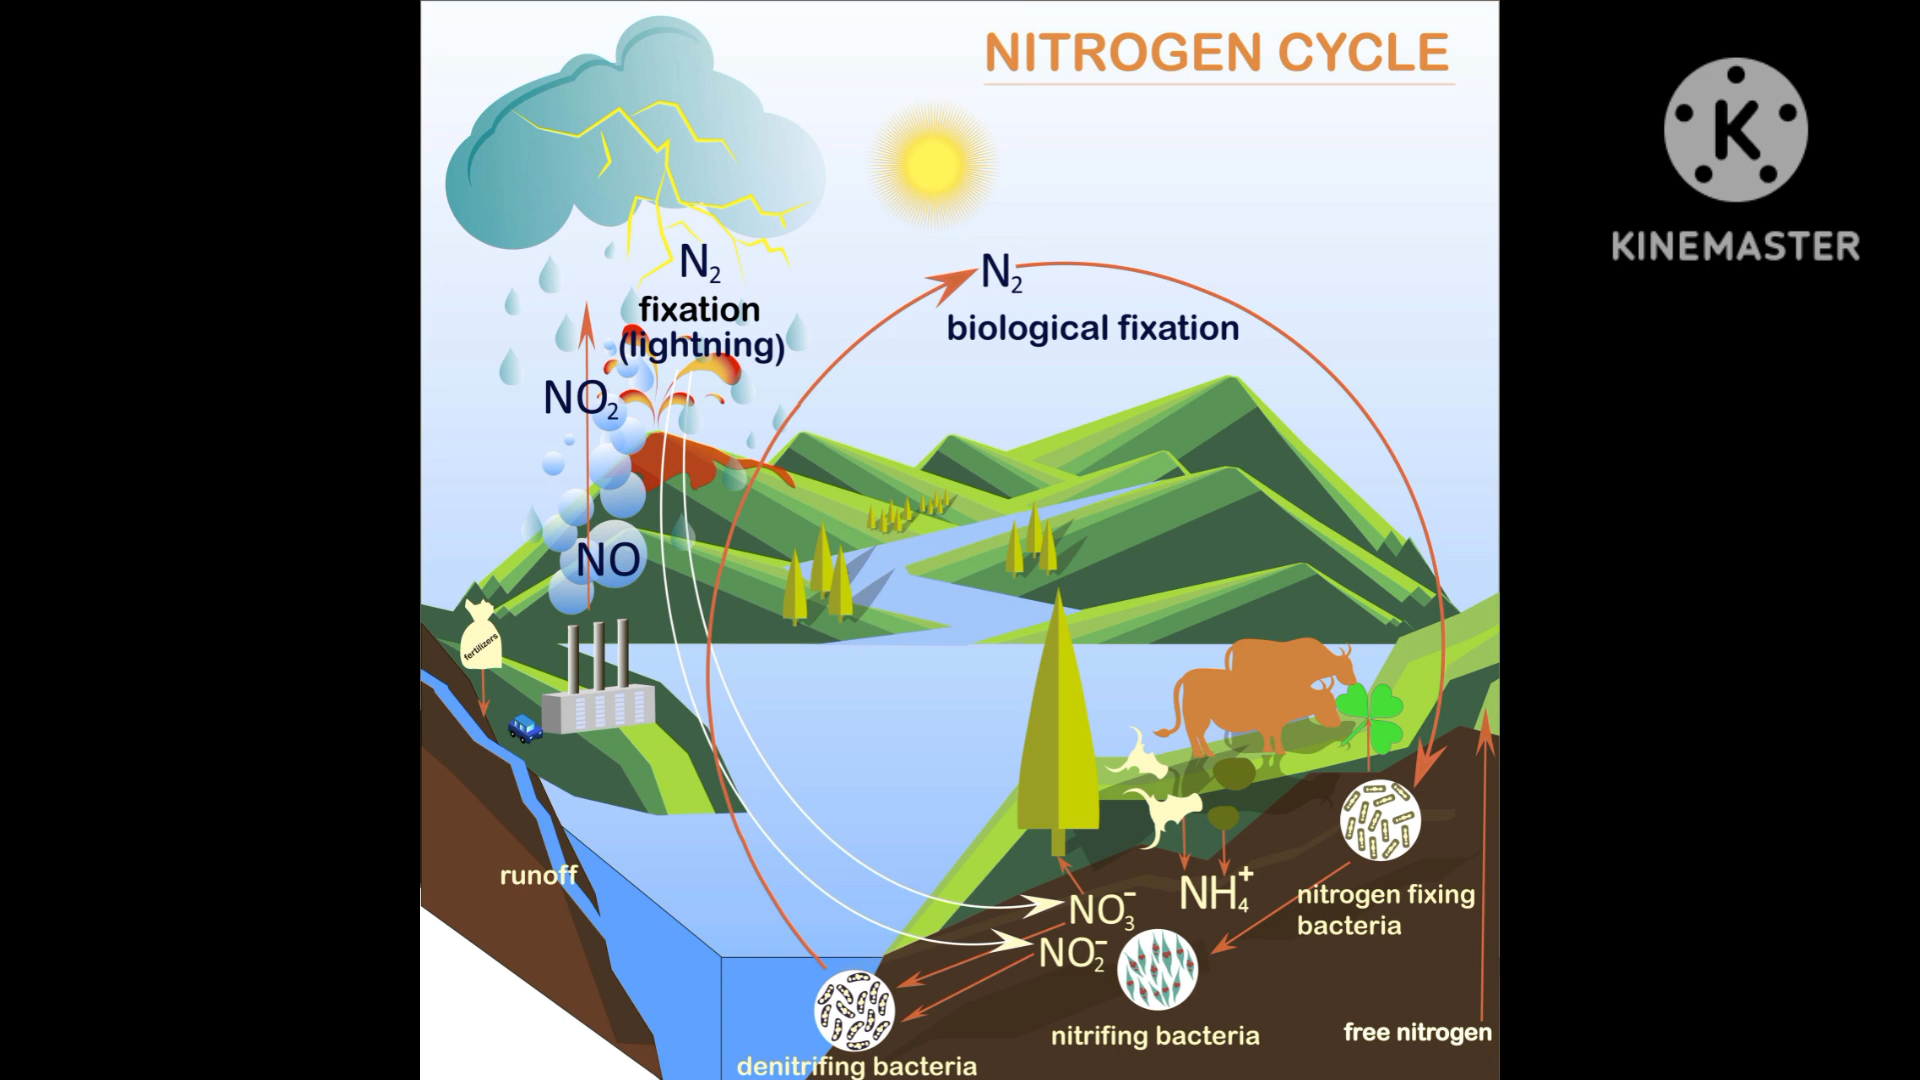 NITROGEN CYCLE
K
KINEMASTER
N₂
fixation
(lightning)
N₂
biological fixation
NO₂
NO
fertilizers
runoff
NO₃⁻
NH₄⁺
nitrogen fixing
bacteria
NO₂⁻
nitrifing bacteria
free nitrogen
denitrifing bacteria